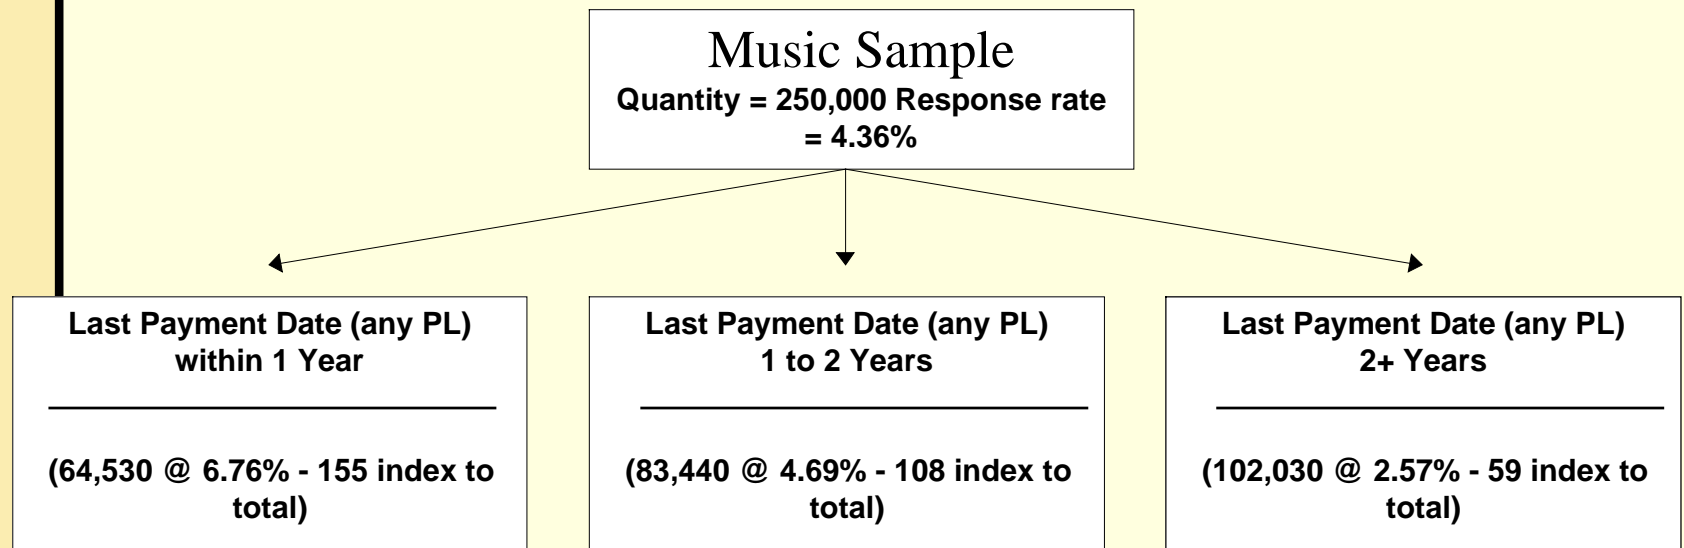 Music Sample
Quantity = 250,000 Response rate
= 4.36%
Last Payment Date (any PL)
within 1 Year
(64,530 @ 6.76% - 155 index to
total)
Last Payment Date (any PL)
1 to 2 Years
(83,440 @ 4.69% - 108 index to
total)
Last Payment Date (any PL)
2+ Years
(102,030 @ 2.57% - 59 index to
total)